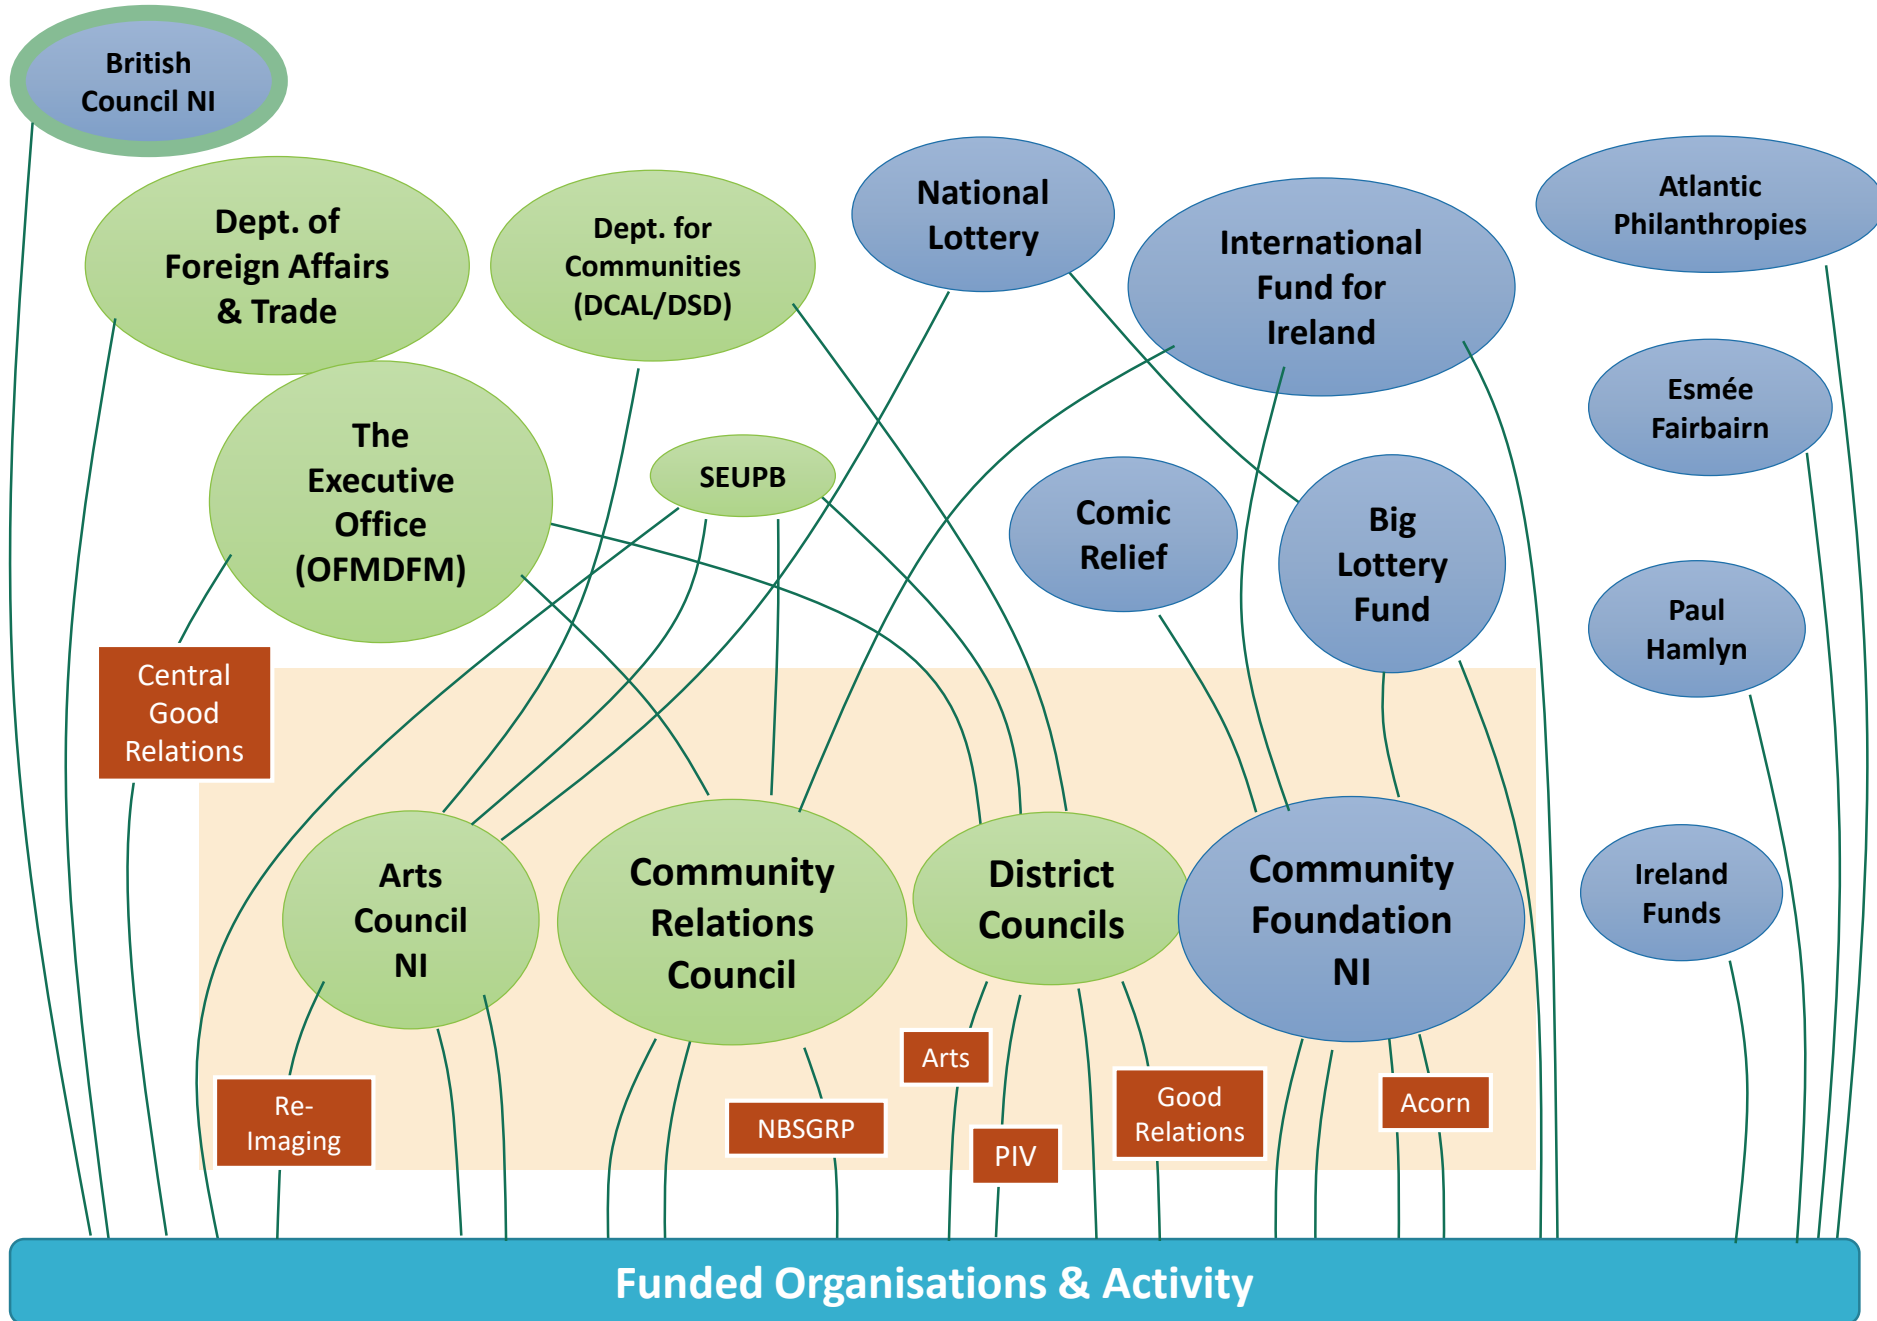 British
Council NI
Dept. of
Foreign Affairs
& Trade
Dept. for
Communities
(DCAL/DSD)
National
Lottery
International
Fund for
Ireland
Atlantic
Philanthropies
The
Executive
Office
(OFMDFM)
SEUPB
Comic
Relief
Big
Lottery
Fund
Esmée
Fairbairn
Paul
Hamlyn
Central
Good
Relations
Arts
Council
NI
Community
Relations
Council
District
Councils
Community
Foundation
NI
Ireland
Funds
Re-
Imaging
NBSGRP
Arts
PIV
Good
Relations
Acorn
Funded Organisations & Activity